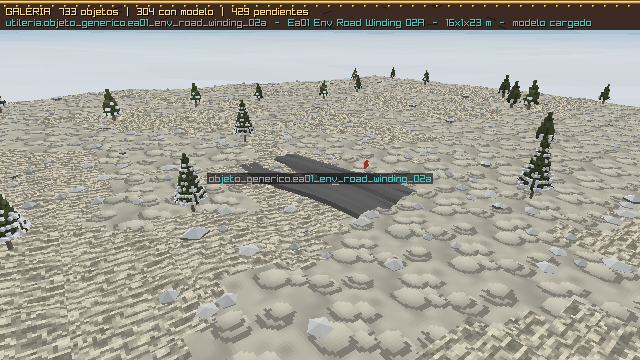 GALERIA 733 objetos | 304 con modelo | 429 pendientes
utileria.objeto_generico.ea01_env_road_winding_02a - Ea01 Env Road Winding 02A - 16x1x23 m - modelo cargado
objeto_generico.ea01_env_road_winding_02a